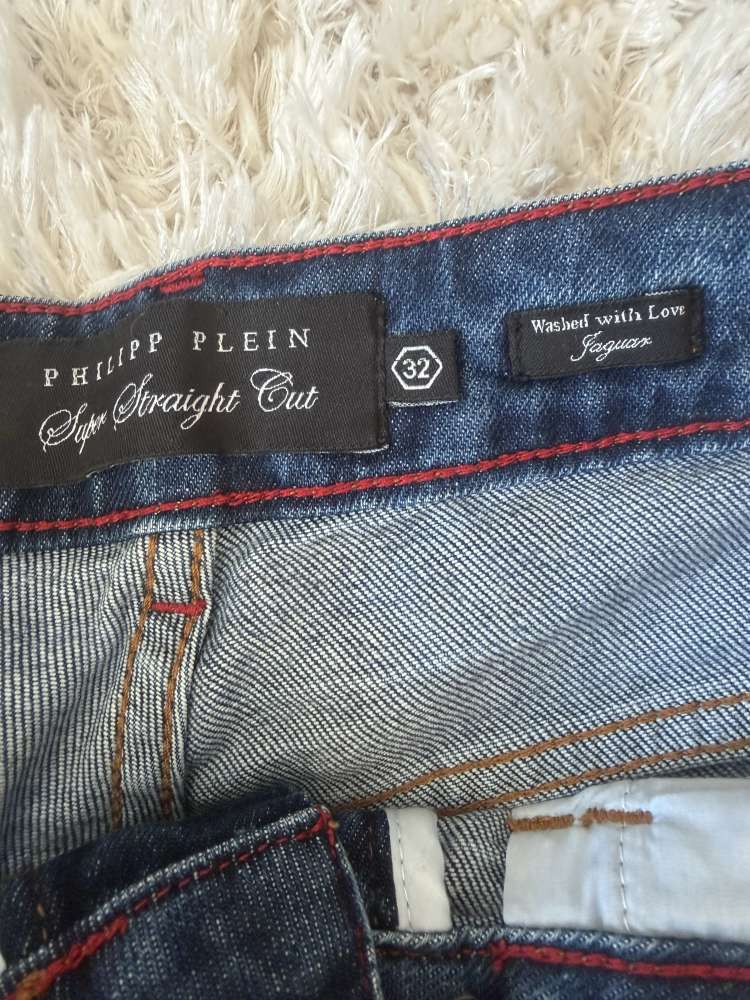 PHILIPP PLEIN
Super Straight Cut
32
Washed with Love
Jaguar